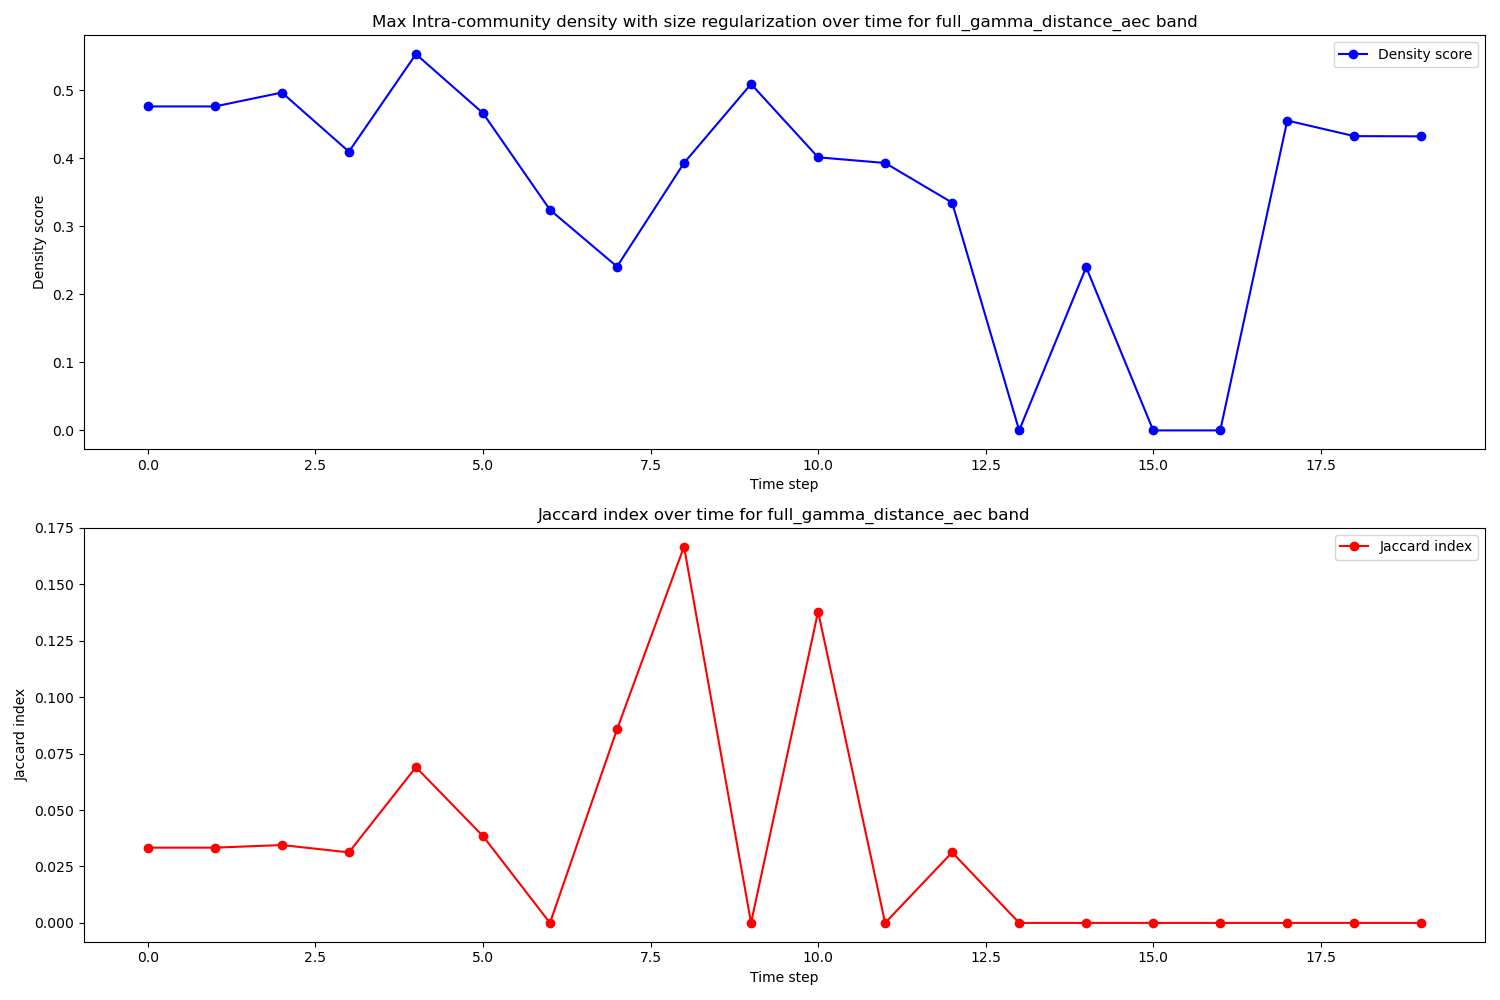 Max Intra-community density with size regularization over time for full_gamma_distance_aec band
Density score
Density score
0.5
0.4
0.3
0.2
0.1
0.0
0.0 2.5 5.0 7.5 10.0 12.5 15.0 17.5
Time step
Jaccard index over time for full_gamma_distance_aec band
Jaccard index
Jaccard index
0.175
0.150
0.125
0.100
0.075
0.050
0.025
0.000
0.0 2.5 5.0 7.5 10.0 12.5 15.0 17.5
Time step